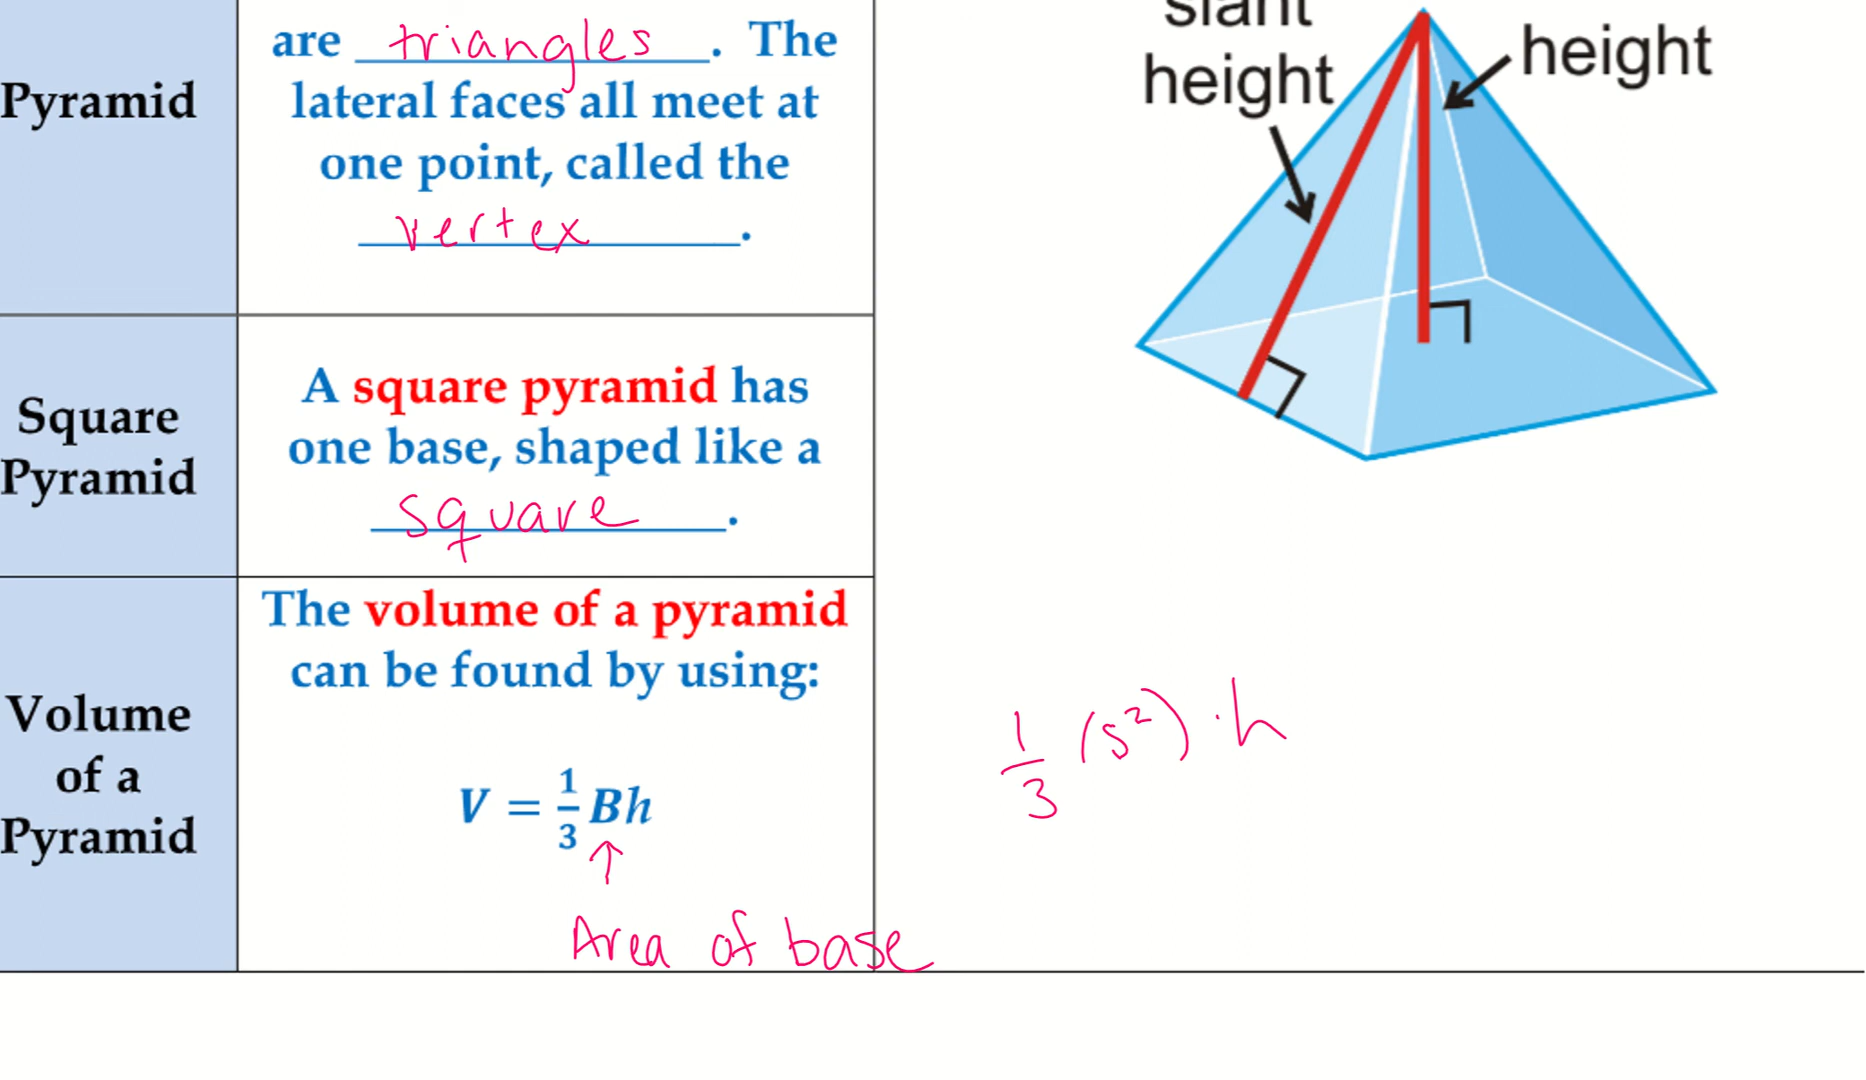 Pyramid
are triangles. The
lateral faces all meet at
one point, called the
vertex.
Square
Pyramid
A square pyramid has
one base, shaped like a
square.
Volume
of a
Pyramid
The volume of a pyramid
can be found by using:
V = 1/3 Bh
↑
Area of base
slant
height
height
1/3 (s²) · h